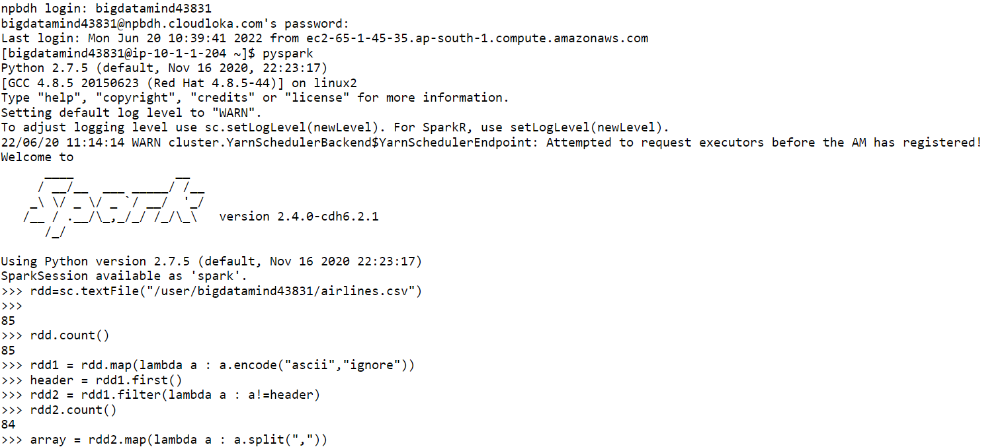 npbdh login: bigdatamind43831
bigdatamind43831@npbdh.cloudloka.com's password:
Last login: Mon Jun 20 10:39:41 2022 from ec2-65-1-45-35.ap-south-1.compute.amazonaws.com
[bigdatamind43831@ip-10-1-1-204 ~]$ pyspark
Python 2.7.5 (default, Nov 16 2020, 22:23:17)
[GCC 4.8.5 20150623 (Red Hat 4.8.5-44)] on linux2
Type "help", "copyright", "credits" or "license" for more information.
Setting default log level to "WARN".
To adjust logging level use sc.setLogLevel(newLevel). For SparkR, use setLogLevel(newLevel).
22/06/20 11:14:14 WARN cluster.YarnSchedulerBackend$YarnSchedulerEndpoint: Attempted to request executors before the AM has registered!
Welcome to
      ____              __
     / __/__  ___ _____/ /__
    _\ \/ _ \/ _ `/ __/  '_/
   /__ / .__/\_,_/_/ /_/\_\   version 2.4.0-cdh6.2.1
      /_/
Using Python version 2.7.5 (default, Nov 16 2020 22:23:17)
SparkSession available as 'spark'.
>>> rdd=sc.textFile("/user/bigdatamind43831/airlines.csv")
>>>
85
>>> rdd.count()
85
>>> rdd1 = rdd.map(lambda a : a.encode("ascii","ignore"))
>>> header = rdd1.first()
>>> rdd2 = rdd1.filter(lambda a : a!=header)
>>> rdd2.count()
84
>>> array = rdd2.map(lambda a : a.split(","))